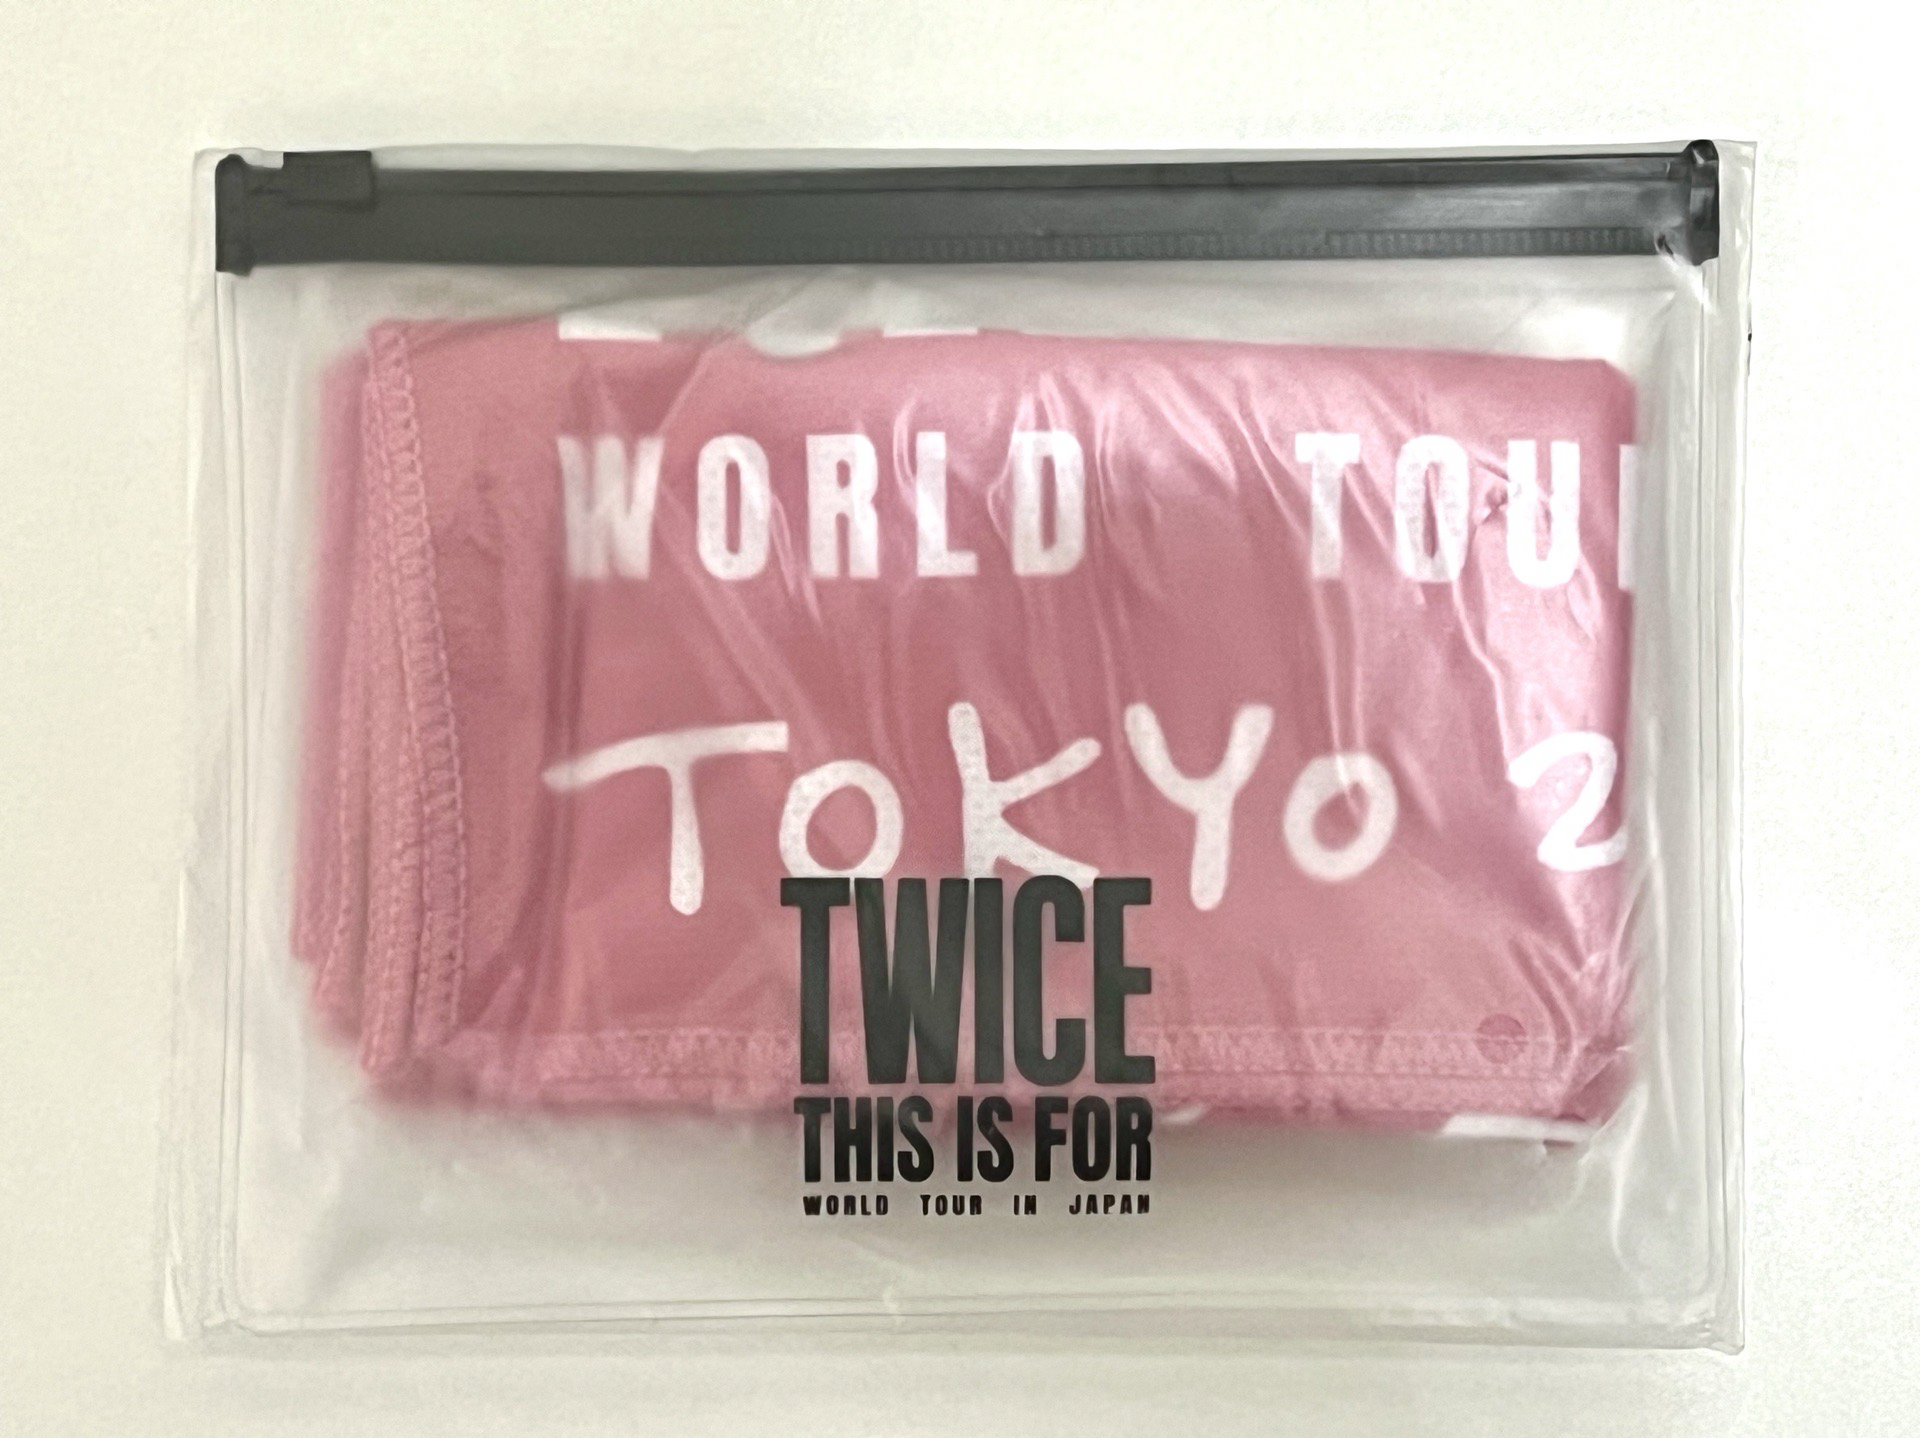 WORLD TOU
TOKYO 2
TWICE
THIS IS FOR
WORLD TOUR IN JAPAN